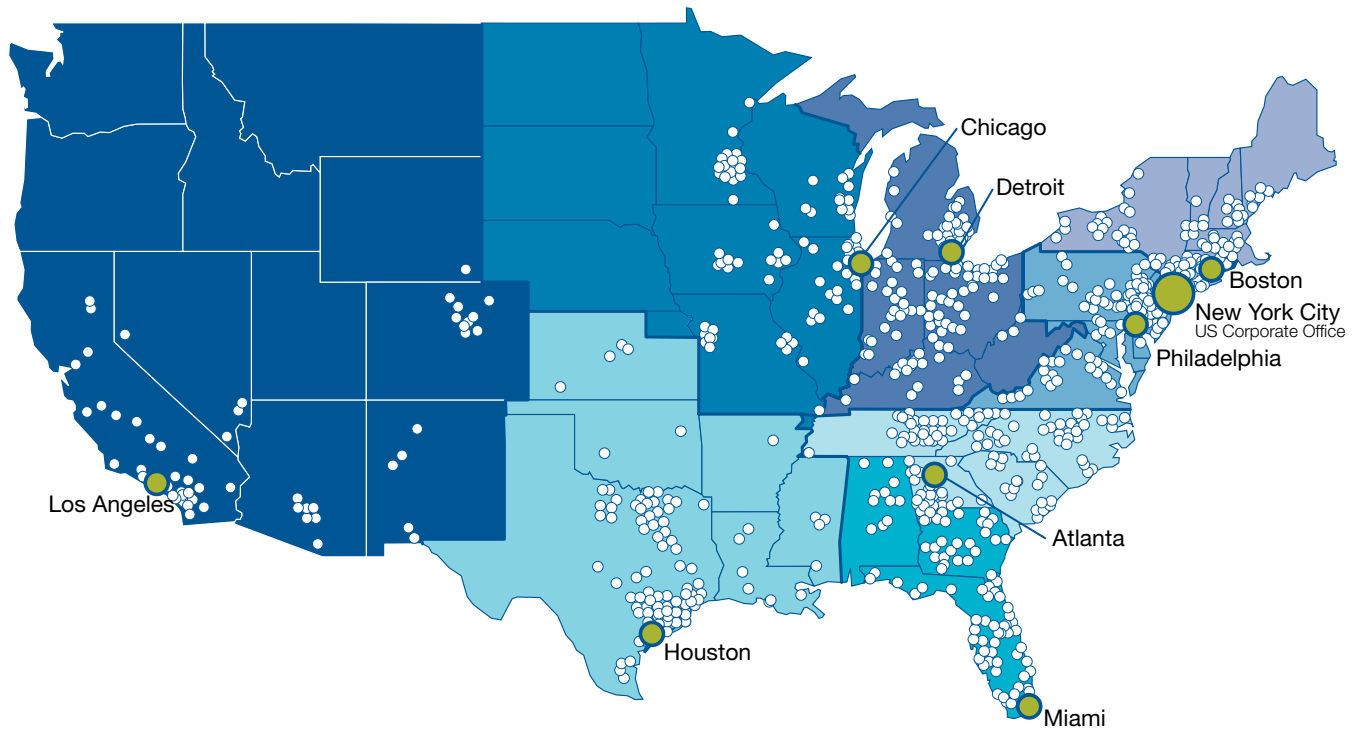 Chicago
Detroit
Boston
New York City
US Corporate Office
Philadelphia
Los Angeles
Atlanta
Houston
Miami